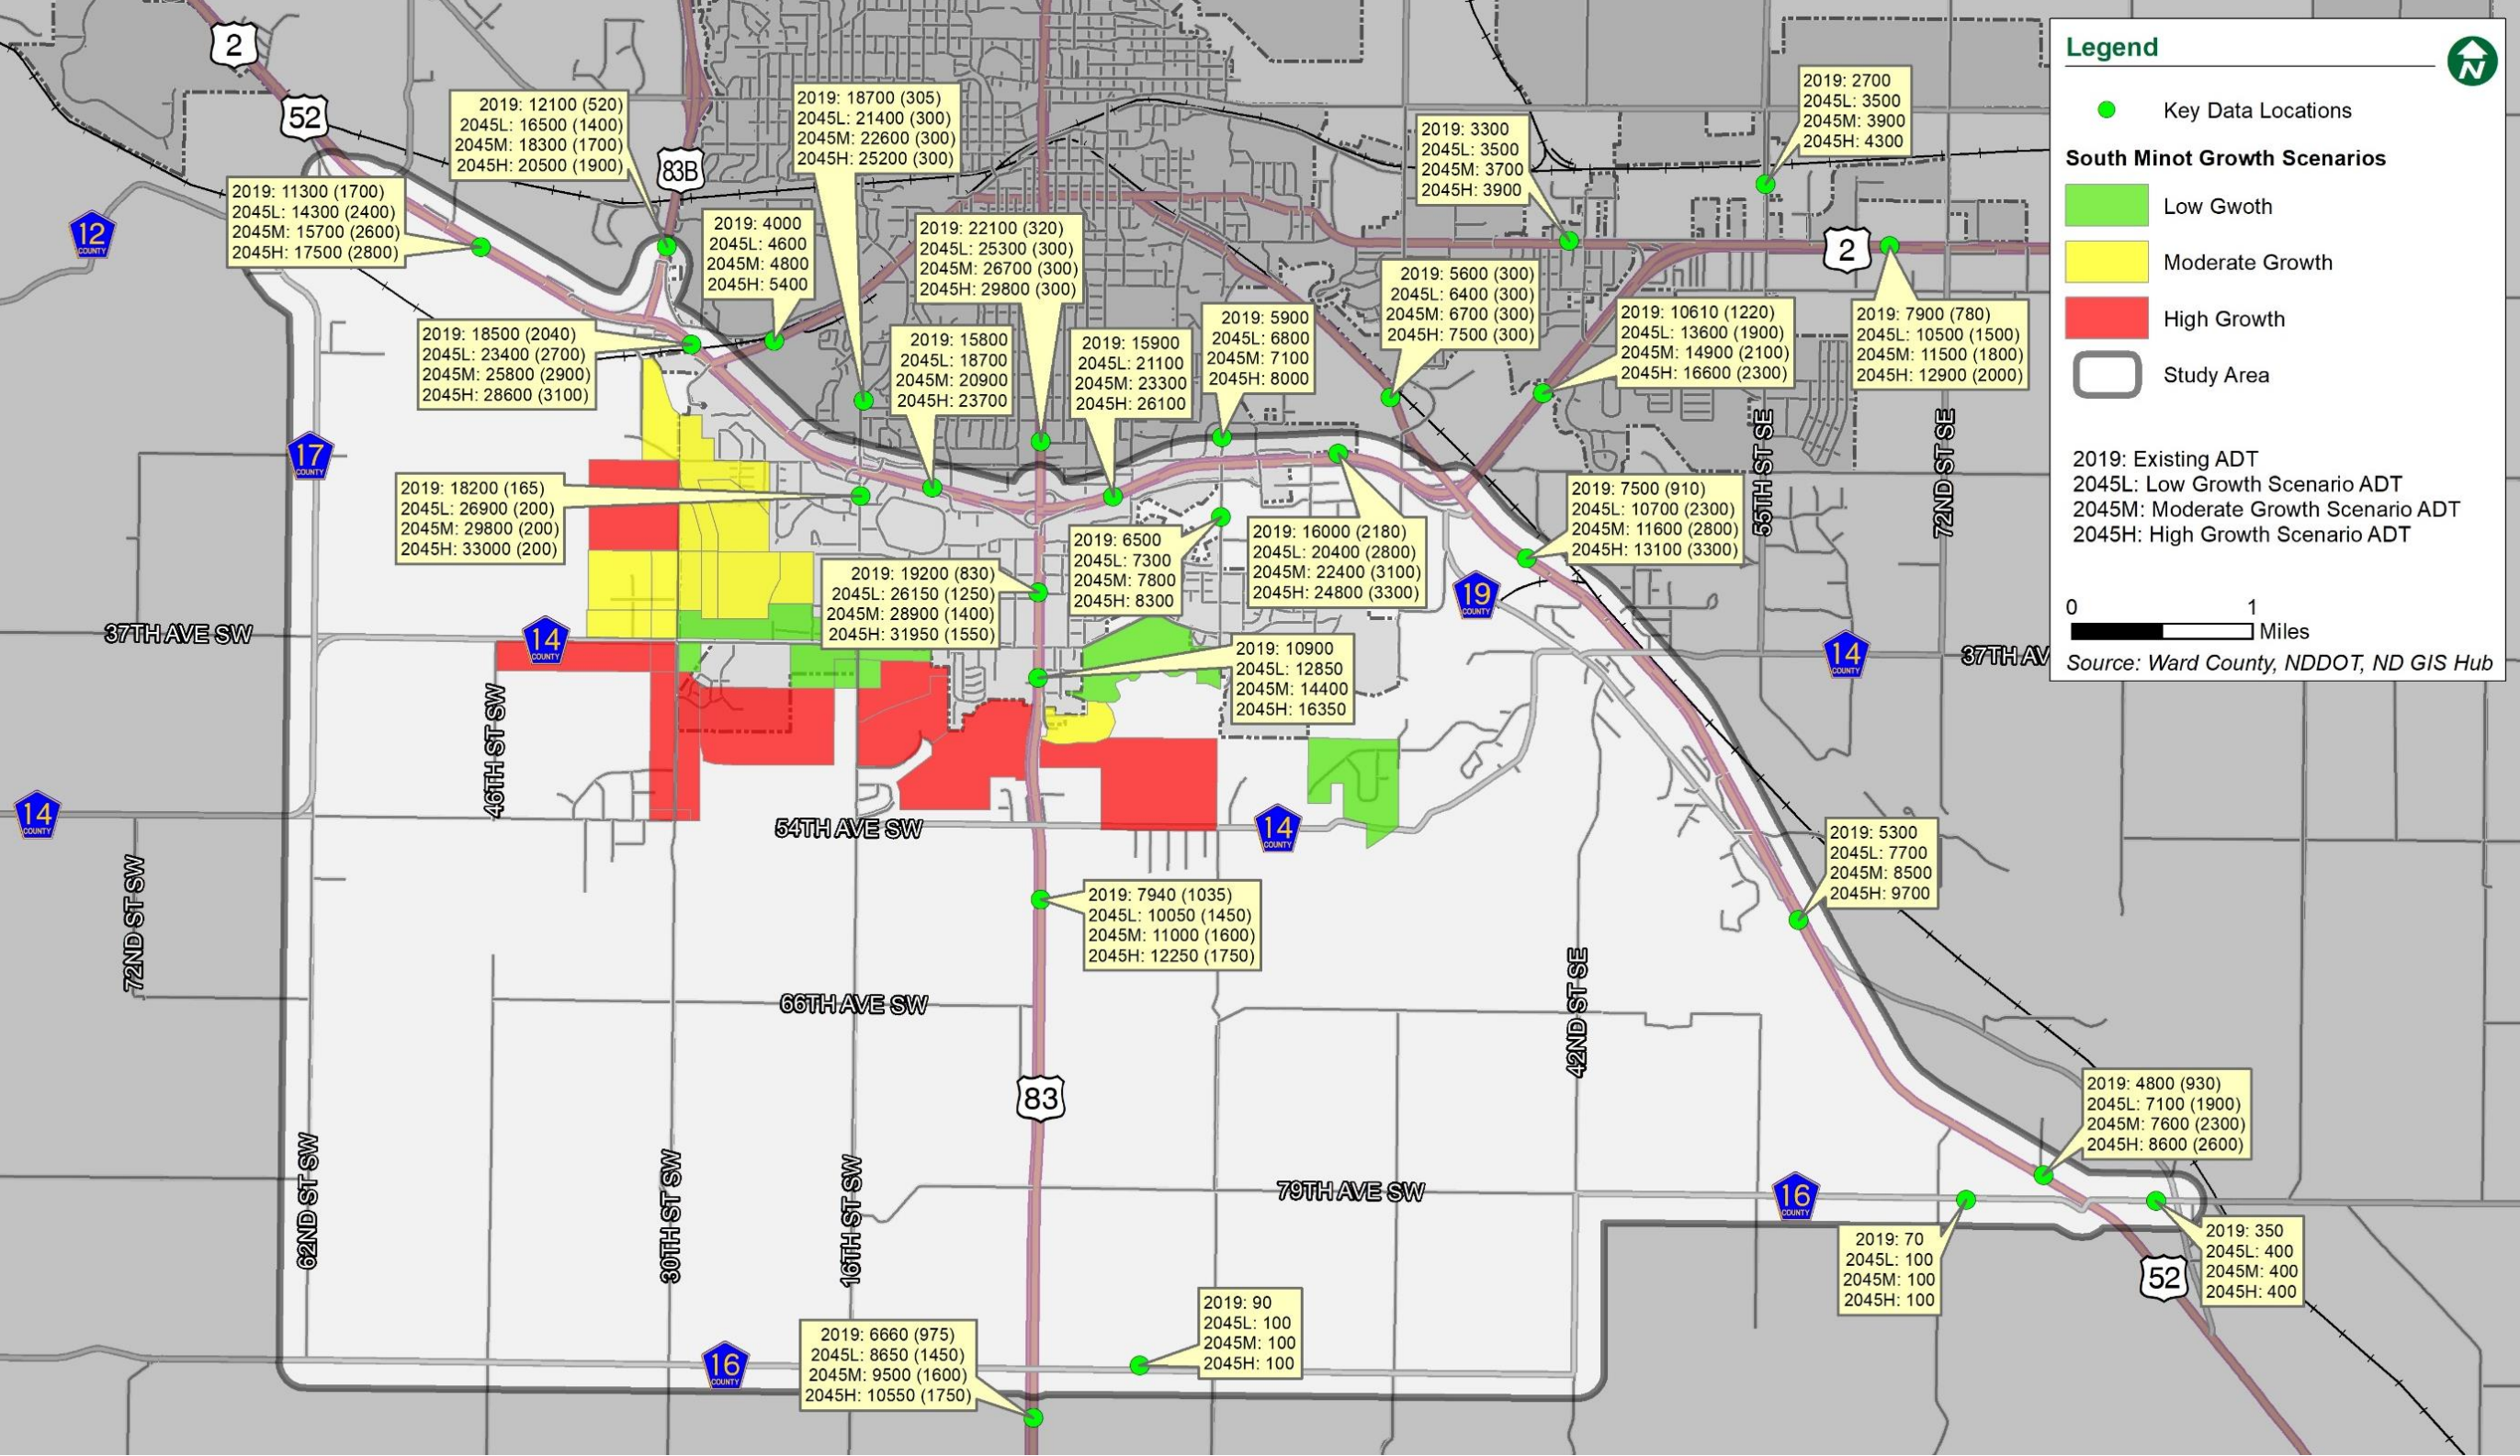 2
52
83B
12
COUNTY
2019: 12100 (520)
2045L: 16500 (1400)
2045M: 18300 (1700)
2045H: 20500 (1900)
2019: 18700 (305)
2045L: 21400 (300)
2045M: 22600 (300)
2045H: 25200 (300)
2019: 3300
2045L: 3500
2045M: 3700
2045H: 3900
2019: 2700
2045L: 3500
2045M: 3900
2045H: 4300
2019: 11300 (1700)
2045L: 14300 (2400)
2045M: 15700 (2600)
2045H: 17500 (2800)
2019: 4000
2045L: 4600
2045M: 4800
2045H: 5400
2019: 22100 (320)
2045L: 25300 (300)
2045M: 26700 (300)
2045H: 29800 (300)
2
2019: 5600 (300)
2045L: 6400 (300)
2045M: 6700 (300)
2045H: 7500 (300)
2019: 10610 (1220)
2045L: 13600 (1900)
2045M: 14900 (2100)
2045H: 16600 (2300)
2019: 7900 (780)
2045L: 10500 (1500)
2045M: 11500 (1800)
2045H: 12900 (2000)
2019: 18500 (2040)
2045L: 23400 (2700)
2045M: 25800 (2900)
2045H: 28600 (3100)
2019: 15800
2045L: 18700
2045M: 20900
2045H: 23700
2019: 15900
2045L: 21100
2045M: 23300
2045H: 26100
2019: 5900
2045L: 6800
2045M: 7100
2045H: 8000
17
COUNTY
55TH ST SE
72ND ST SE
2019: 18200 (165)
2045L: 26900 (200)
2045M: 29800 (200)
2045H: 33000 (200)
2019: 7500 (910)
2045L: 10700 (2300)
2045M: 11600 (2800)
2045H: 13100 (3300)
2019: 6500
2045L: 7300
2045M: 7800
2045H: 8300
2019: 16000 (2180)
2045L: 20400 (2800)
2045M: 22400 (3100)
2045H: 24800 (3300)
2019: 19200 (830)
2045L: 26150 (1250)
2045M: 28900 (1400)
2045H: 31950 (1550)
19
COUNTY
37TH AVE SW
14
COUNTY
2019: 10900
2045L: 12850
2045M: 14400
2045H: 16350
14
COUNTY
37TH AV
46TH ST SW
14
COUNTY
54TH AVE SW
14
COUNTY
2019: 5300
2045L: 7700
2045M: 8500
2045H: 9700
72ND ST SW
2019: 7940 (1035)
2045L: 10050 (1450)
2045M: 11000 (1600)
2045H: 12250 (1750)
66TH AVE SW
42ND ST SE
83
2019: 4800 (930)
2045L: 7100 (1900)
2045M: 7600 (2300)
2045H: 8600 (2600)
62ND ST SW
30TH ST SW
16TH ST SW
79TH AVE SW
16
COUNTY
2019: 70
2045L: 100
2045M: 100
2045H: 100
2019: 350
2045L: 400
2045M: 400
2045H: 400
52
16
COUNTY
2019: 6660 (975)
2045L: 8650 (1450)
2045M: 9500 (1600)
2045H: 10550 (1750)
2019: 90
2045L: 100
2045M: 100
2045H: 100
Legend
N
Key Data Locations
South Minot Growth Scenarios
Low Gwoth
Moderate Growth
High Growth
Study Area
2019: Existing ADT
2045L: Low Growth Scenario ADT
2045M: Moderate Growth Scenario ADT
2045H: High Growth Scenario ADT
0 1
Miles
Source: Ward County, NDDOT, ND GIS Hub